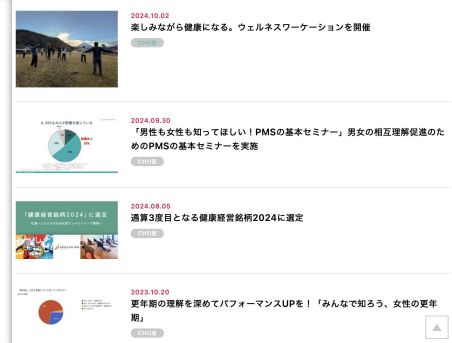 2024.10.02
楽しみながら健康になる。ウェルネスワーケーションを開催
CHO室
2024.09.30
「男性も女性も知ってほしい！PMSの基本セミナー」男女の相互理解促進のた
めのPMSの基本セミナーを実施
CHO室
2024.08.05
「健康経営銘柄2024」に選定
通算3度目となる健康経営銘柄2024に選定
CHO室
2023.10.20
更年期の理解を深めてパフォーマンスUPを！「みんなで知ろう、女性の更年
期」
CHO室